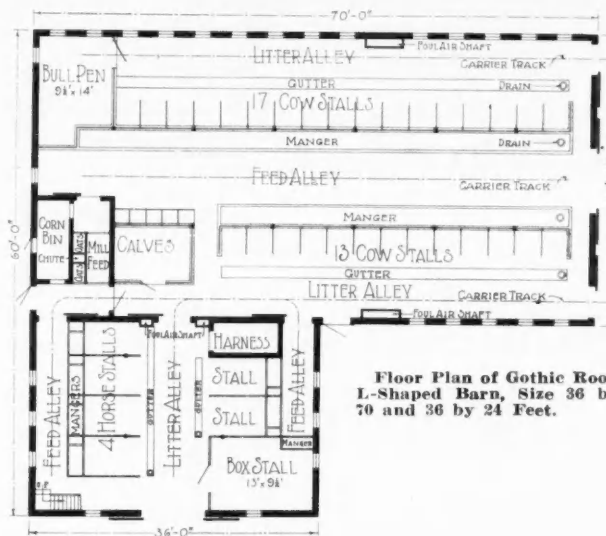 70'-0"
LITTER ALLEY
FOUL AIR SHAFT
CARRIER TRACK
BULL PEN
9½' x 14'
GUTTER
DRAIN
17 COW STALLS
MANGER
DRAIN
FEED ALLEY
CARRIER TRACK
60'-0"
MANGER
CORN BIN
CHUTE
OATS
OATS
MILL FEED
CALVES
13 COW STALLS
GUTTER
LITTER ALLEY
CARRIER TRACK
FOUL AIR SHAFT
FOUL AIR SHAFT
HARNESS
FEED ALLEY
MANGERS
4 HORSE STALLS
GUTTER
LITTER ALLEY
GUTTER
STALL
STALL
FEED ALLEY
MANGER
BOX STALL
13' x 9½'
UP
36'-0"
Floor Plan of Gothic Roo
L-Shaped Barn, Size 36 b
70 and 36 by 24 Feet.